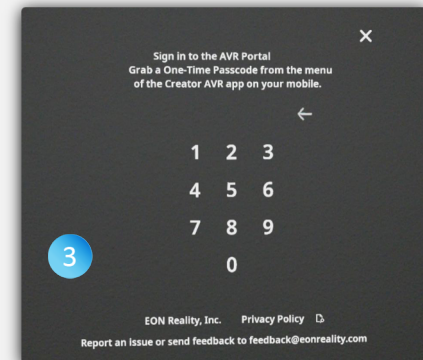 Sign in to the AVR Portal
Grab a One-Time Passcode from the menu
of the Creator AVR app on your mobile.
1 2 3
4 5 6
7 8 9
3
0
EON Reality, Inc. Privacy Policy
Report an issue or send feedback to feedback@eonreality.com